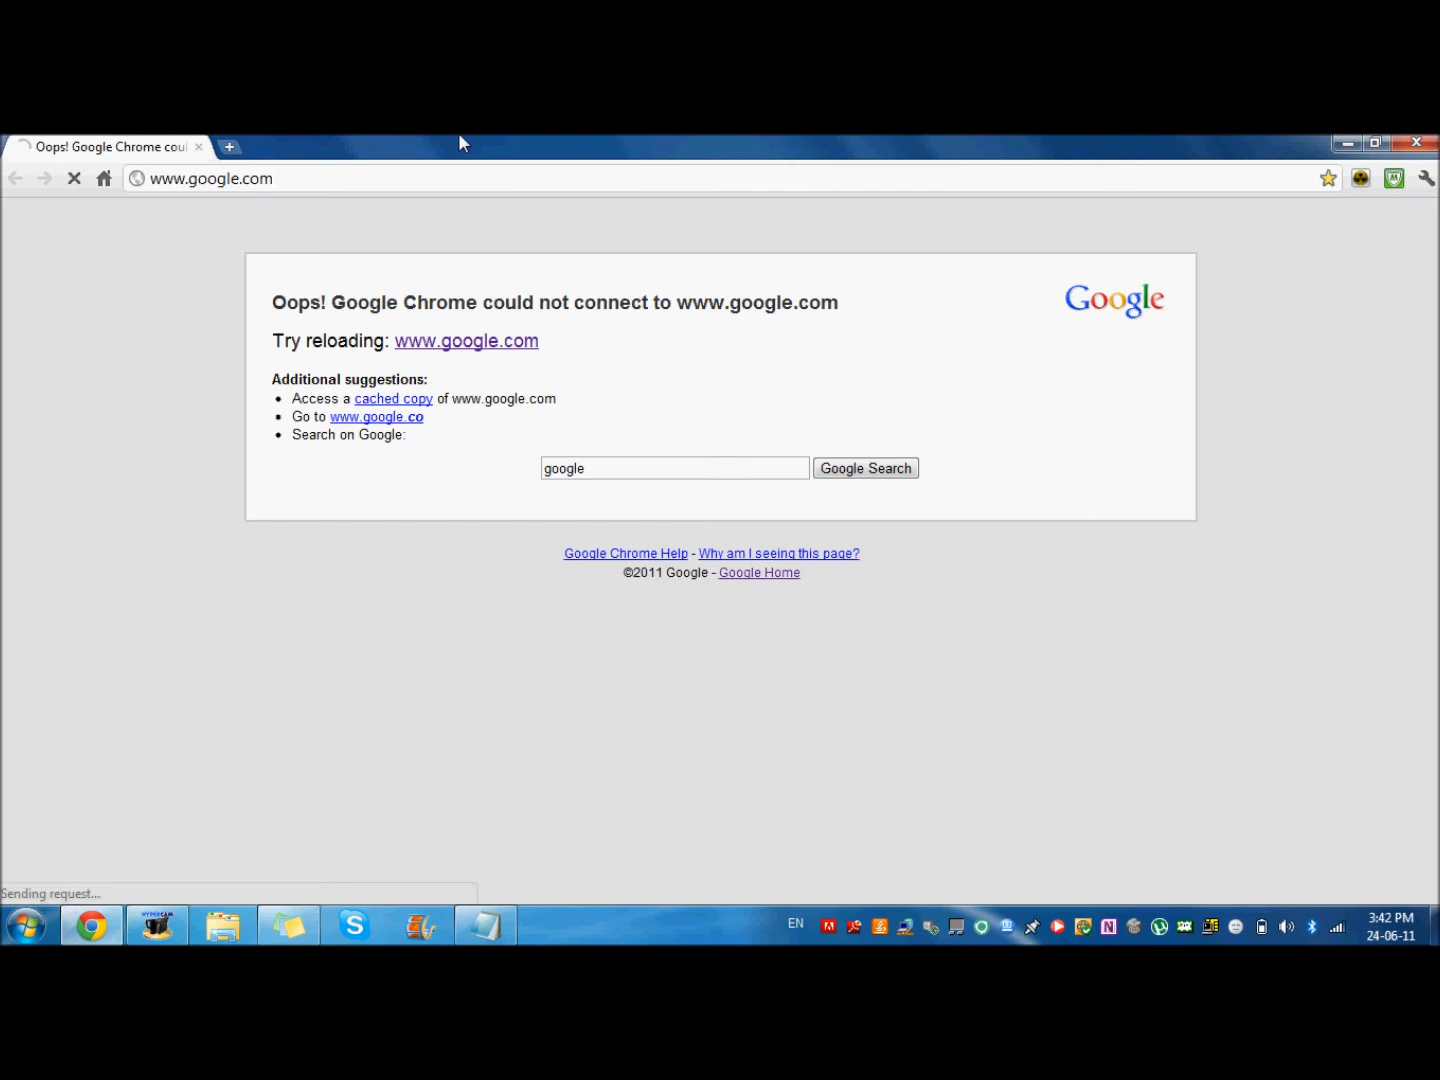 Oops! Google Chrome coul
www.google.com
Oops! Google Chrome could not connect to www.google.com
Google
Try reloading: www.google.com
Additional suggestions:
Access a cached copy of www.google.com
Go to www.google.co
Search on Google:
google
Google Search
Google Chrome Help - Why am I seeing this page?
©2011 Google - Google Home
Sending request...
HYPERCAM
EN
3:42 PM
24-06-11